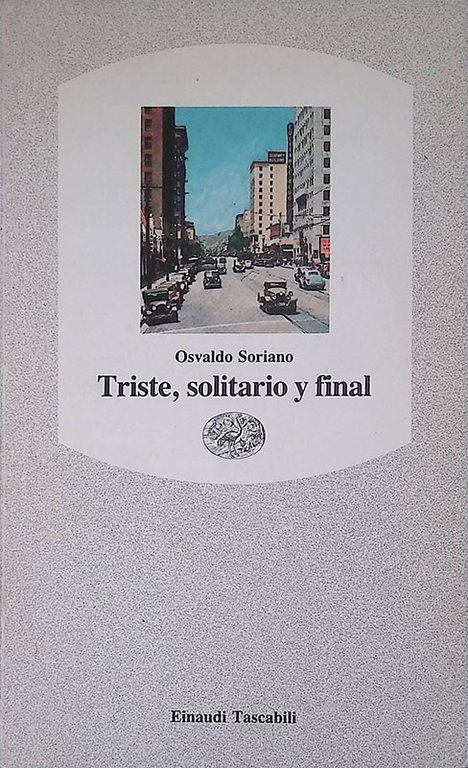 Osvaldo Soriano
Triste, solitario y final
Einaudi Tascabili